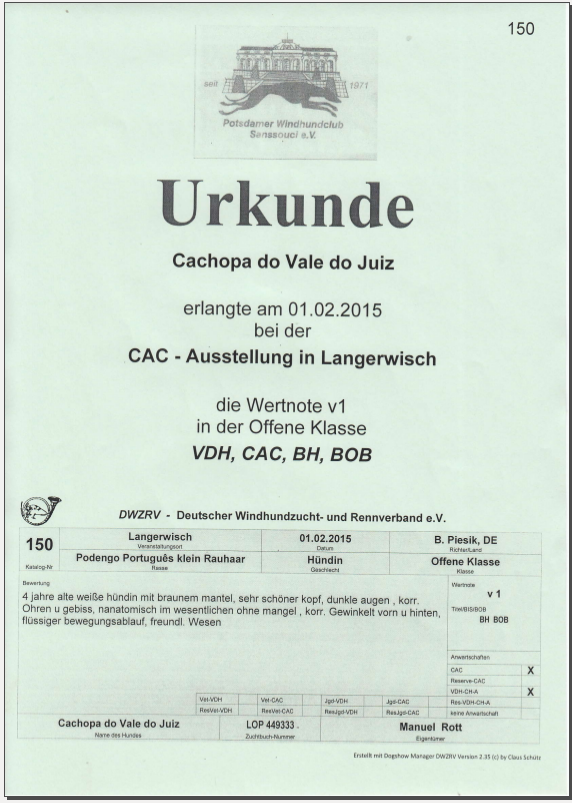 150
seit 1971
Potsdamer Windhundclub
Sanssouci e.V.
Urkunde
Cachopa do Vale do Juiz
erlangte am 01.02.2015
bei der
CAC - Ausstellung in Langerwisch
die Wertnote v1
in der Offene Klasse
VDH, CAC, BH, BOB
DWZRV - Deutscher Windhundzucht- und Rennverband e.V.
150 Langerwisch 01.02.2015 B. Piesik, DE
Veranstaltungsort Datum Richter/Land
Podengo Português klein Rauhaar Hündin Offene Klasse
Katalog-Nr Rasse Geschlecht Klasse
Bewertung
4 jahre alte weiße hündin mit braunem mantel, sehr schöner kopf, dunkle augen , korr.
Ohren u gebiss, nanatomisch im wesentlichen ohne mangel , korr. Gewinkelt vorn u hinten,
flüssiger bewegungsablauf, freundl. Wesen
Wertnote
v 1
Titel/BIS/BOB
BH BOB
Anwartschaften
CAC X
Reserve-CAC
VDH-CH-A X
Vet-VDH Vet-CAC Jgd-VDH Jgd-CAC Res-VDH-CH-A
ResVet-VDH ResVet-CAC ResJgd-VDH ResJgd-CAC keine Anwartschaft
Cachopa do Vale do Juiz LOP 449333 . Manuel Rott
Name des Hundes Zuchtbuch-Nummer Eigentümer
Erstellt mit Dogshow Manager DWZRV Version 2.35 (c) by Claus Schütz